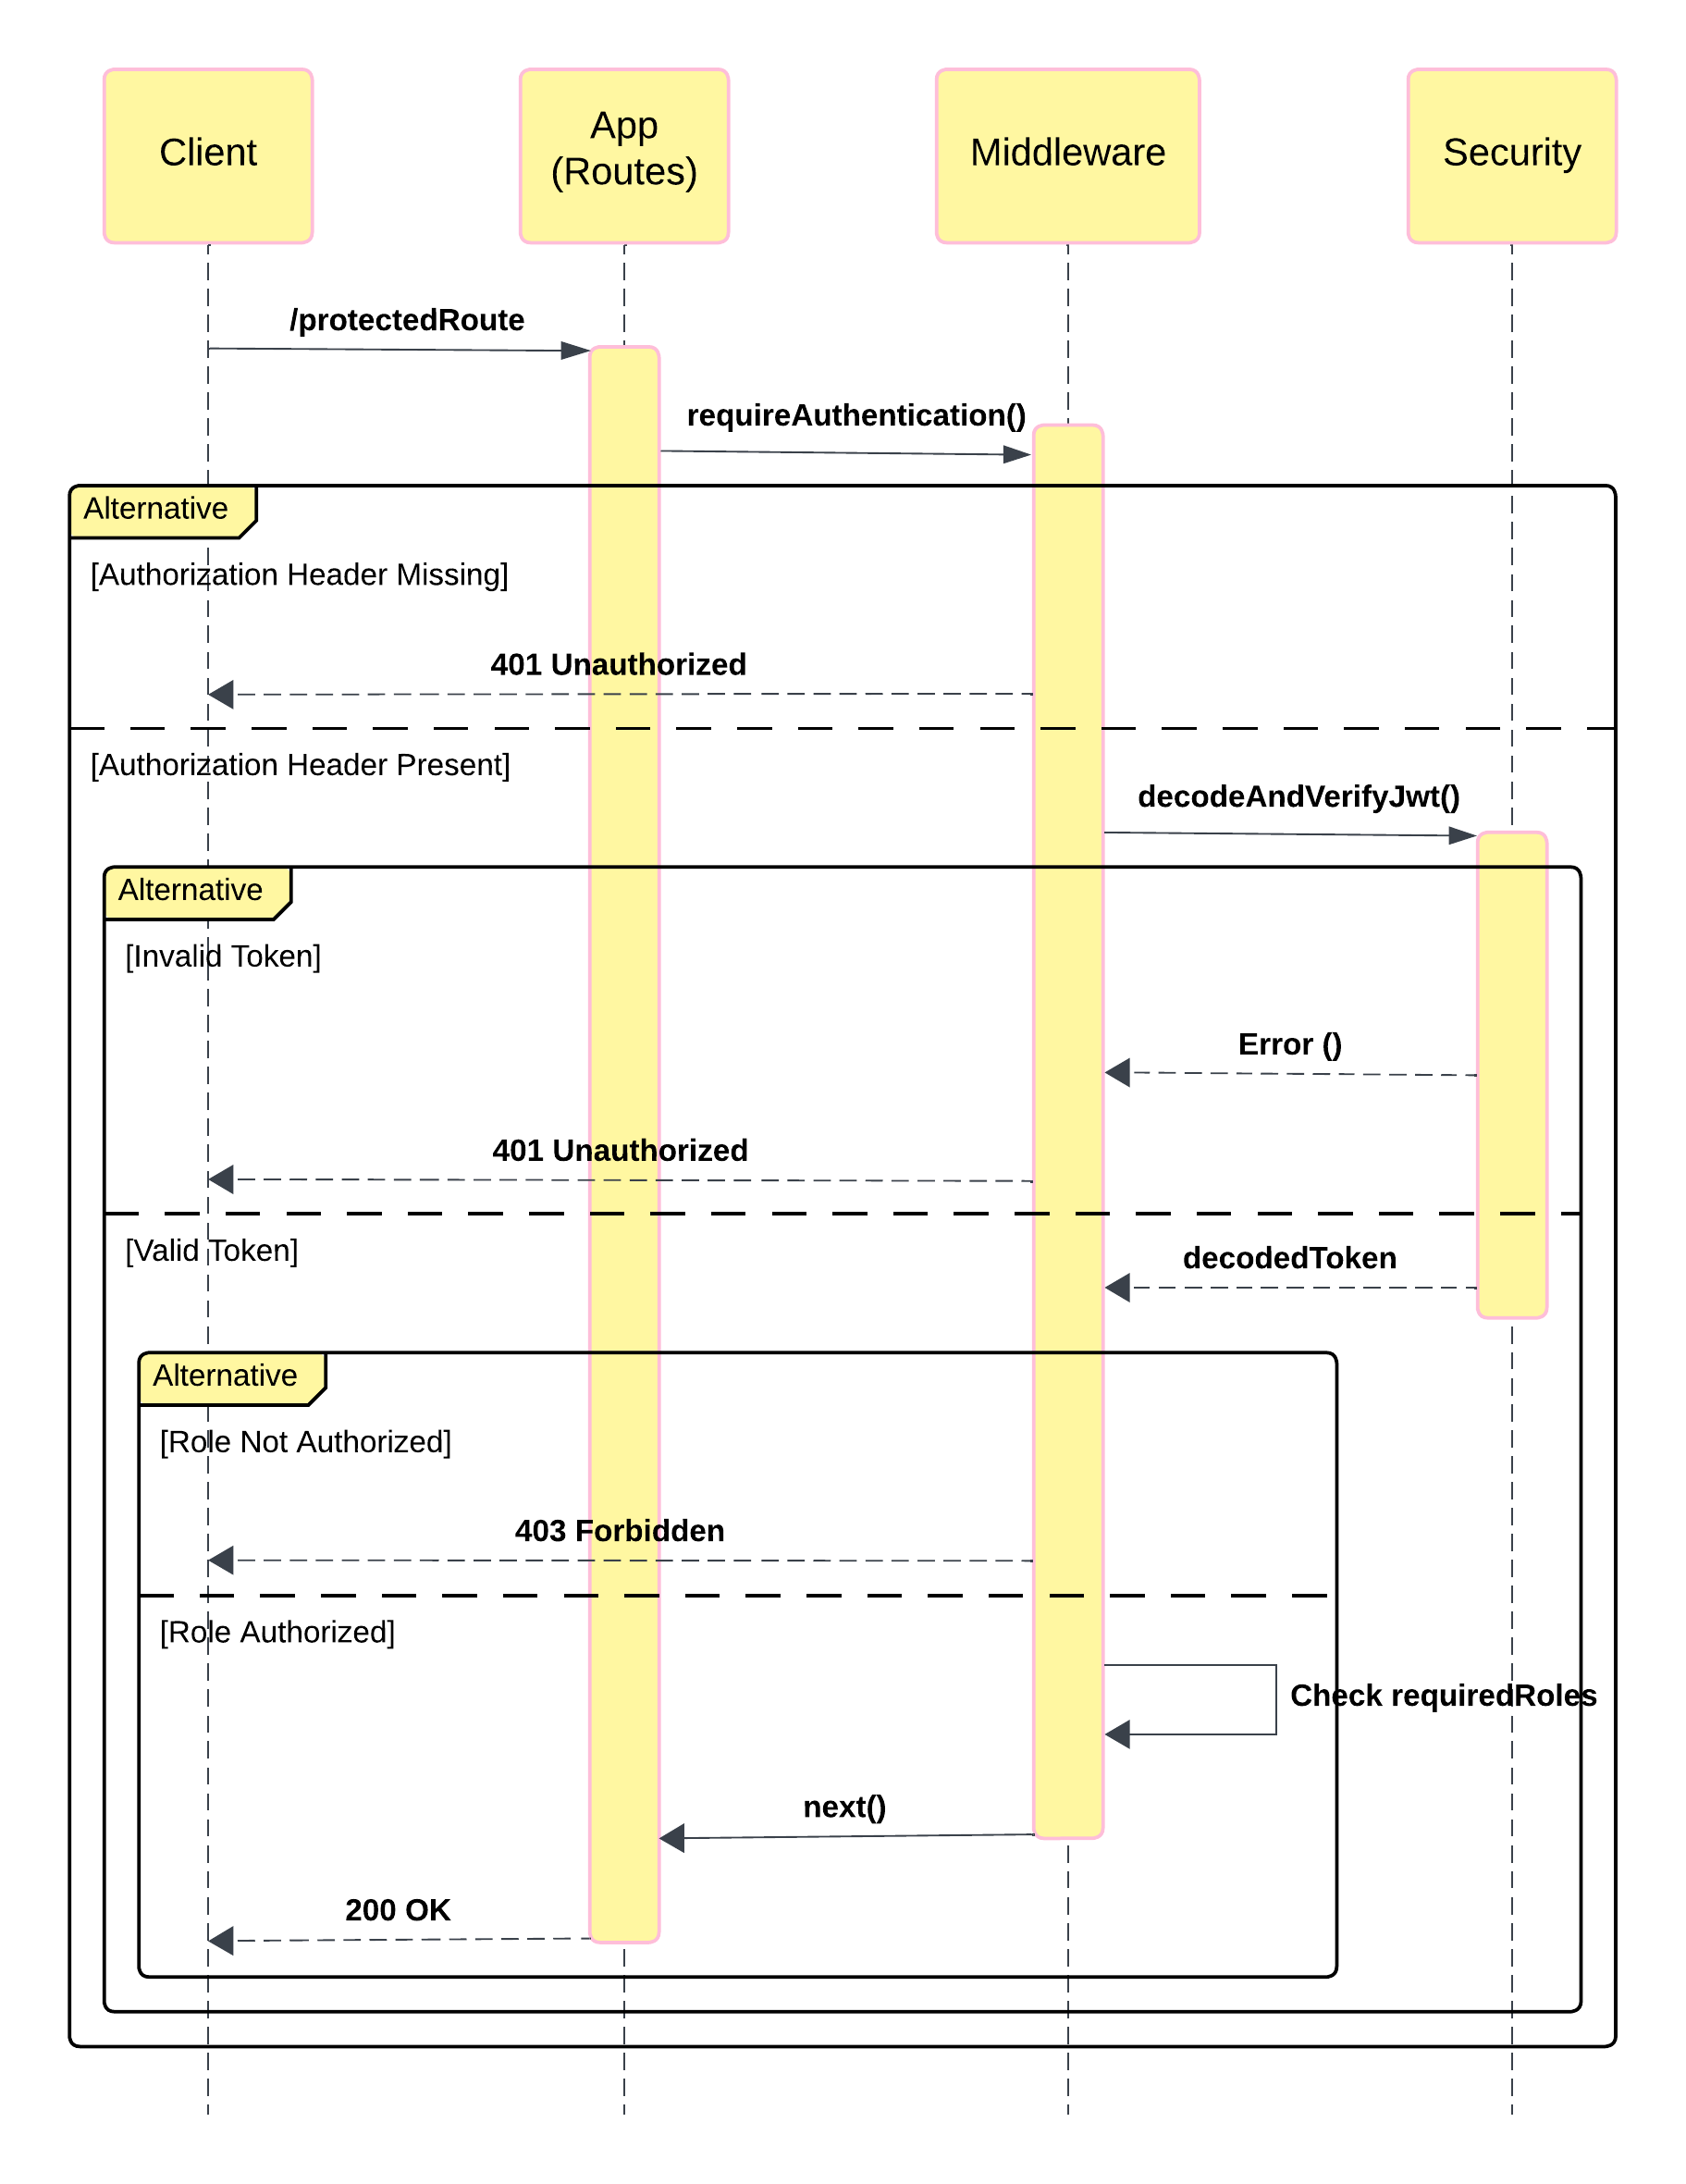 Client
App
(Routes)
Middleware
Security
/protectedRoute
requireAuthentication()
Alternative
[Authorization Header Missing]
401 Unauthorized
[Authorization Header Present]
decodeAndVerifyJwt()
Alternative
[Invalid Token]
Error ()
401 Unauthorized
[Valid Token]
decodedToken
Alternative
[Role Not Authorized]
403 Forbidden
[Role Authorized]
Check requiredRoles
next()
200 OK